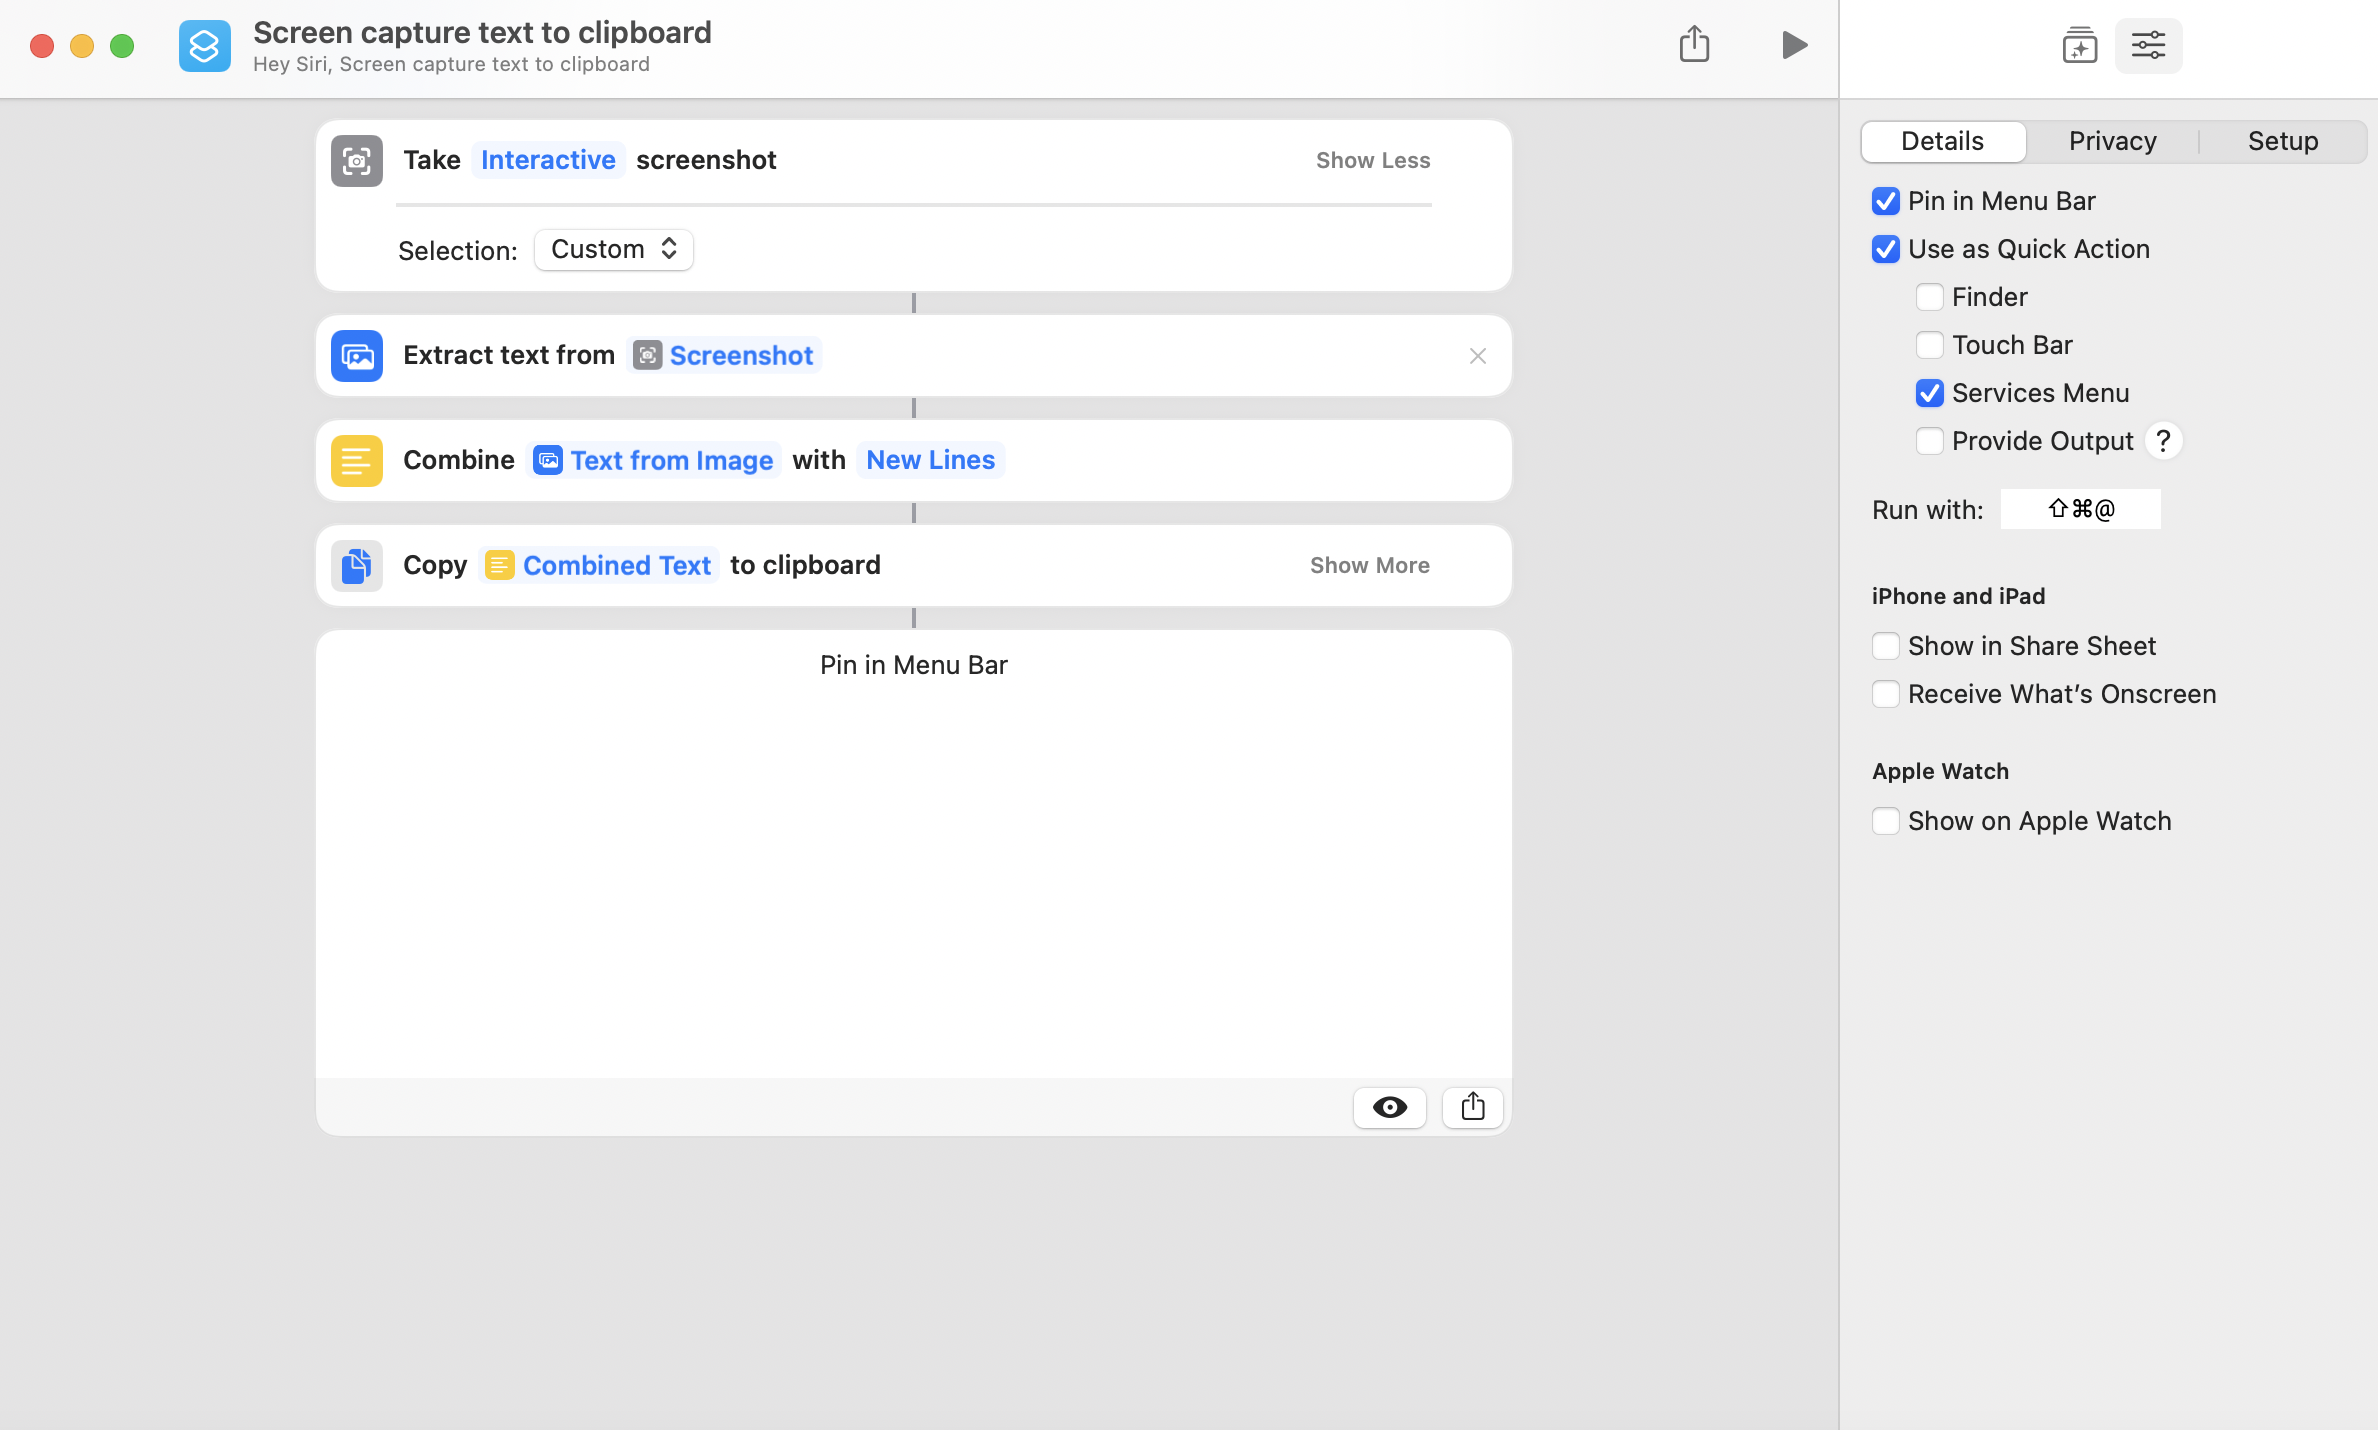 Screen capture text to clipboard
Hey Siri, Screen capture text to clipboard
Take Interactive screenshot Show Less
Selection: Custom
Extract text from Screenshot
Combine Text from Image with New Lines
Copy Combined Text to clipboard Show More
Pin in Menu Bar
Details Privacy Setup
Pin in Menu Bar
Use as Quick Action
Finder
Touch Bar
Services Menu
Provide Output ?
Run with: ⇧⌘@
iPhone and iPad
Show in Share Sheet
Receive What's Onscreen
Apple Watch
Show on Apple Watch